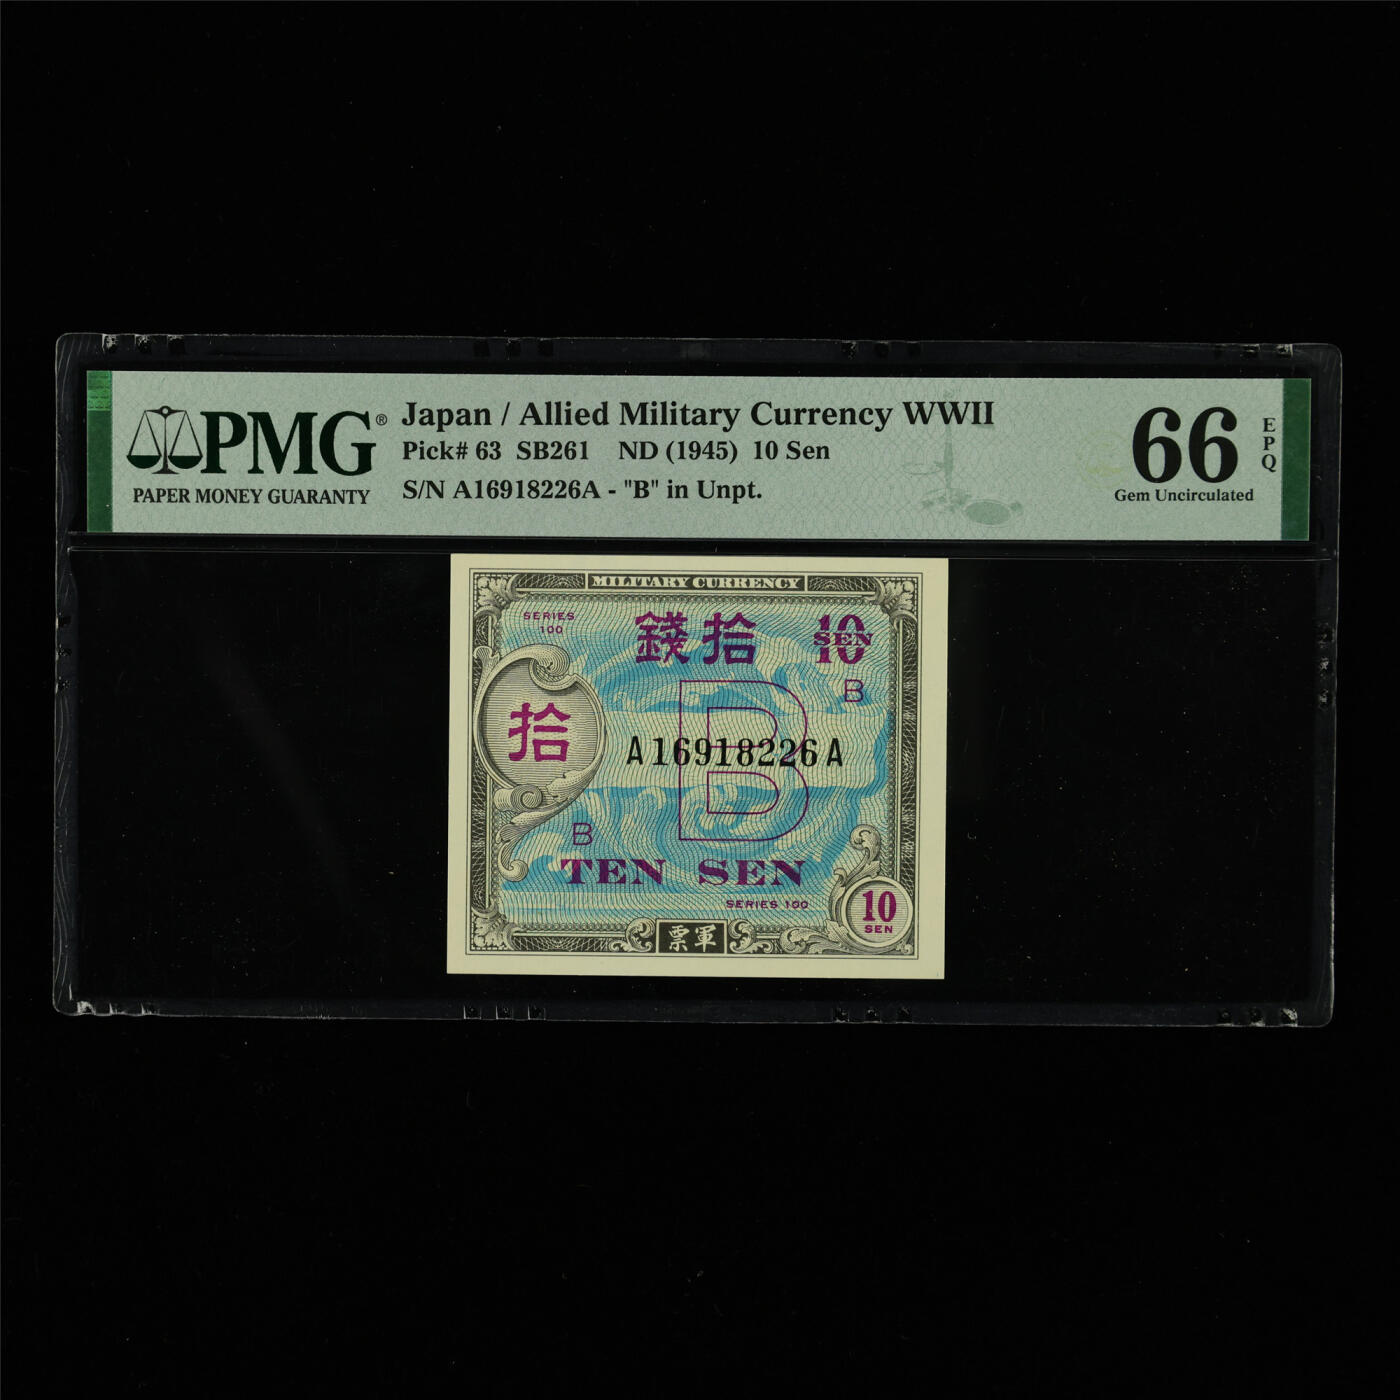 PMG®
PAPER MONEY GUARANTY
Japan / Allied Military Currency WWII
Pick# 63 SB261 ND (1945) 10 Sen
S/N A16918226A - "B" in Unpt.
66
EPQ
Gem Uncirculated
MILITARY CURRENCY
SERIES
100
錢拾
10
SEN
B
拾
B
A16918226A
B
TEN SEN
SERIES 100
10
SEN
票軍